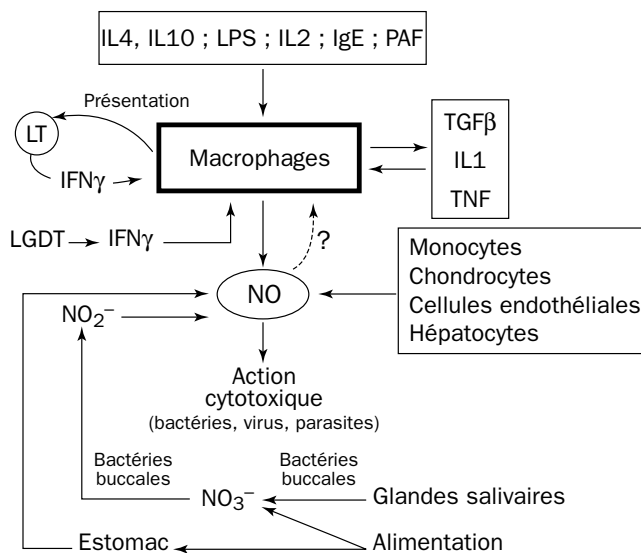 IL4, IL10 ; LPS ; IL2 ; IgE ; PAF
Présentation
LT
IFNγ
Macrophages
TGFβ
IL1
TNF
LGDT
IFNγ
?
Monocytes
Chondrocytes
Cellules endothéliales
Hépatocytes
NO
NO₂⁻
Action
cytotoxique
(bactéries, virus, parasites)
Bactéries
buccales
Bactéries
buccales
NO₃⁻
Glandes salivaires
Estomac
Alimentation